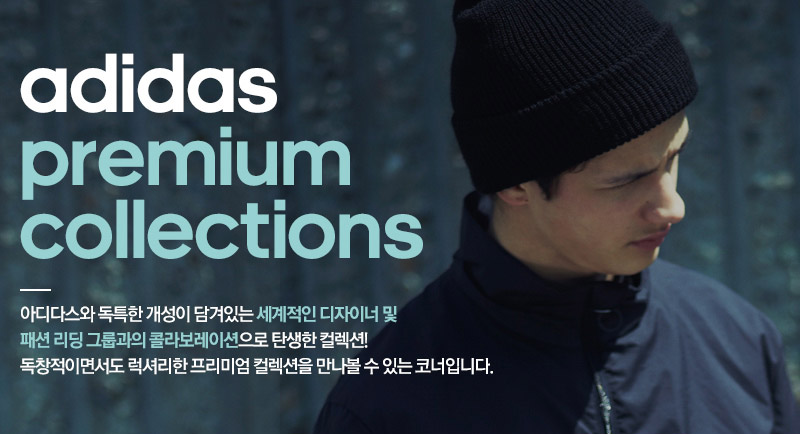 adidas
premium
collections
아디다스와 독특한 개성이 담겨있는 세계적인 디자이너 및
패션 리딩 그룹과의 콜라보레이션으로 탄생한 컬렉션!
독창적이면서도 럭셔리한 프리미엄 컬렉션을 만나볼 수 있는 코너입니다.